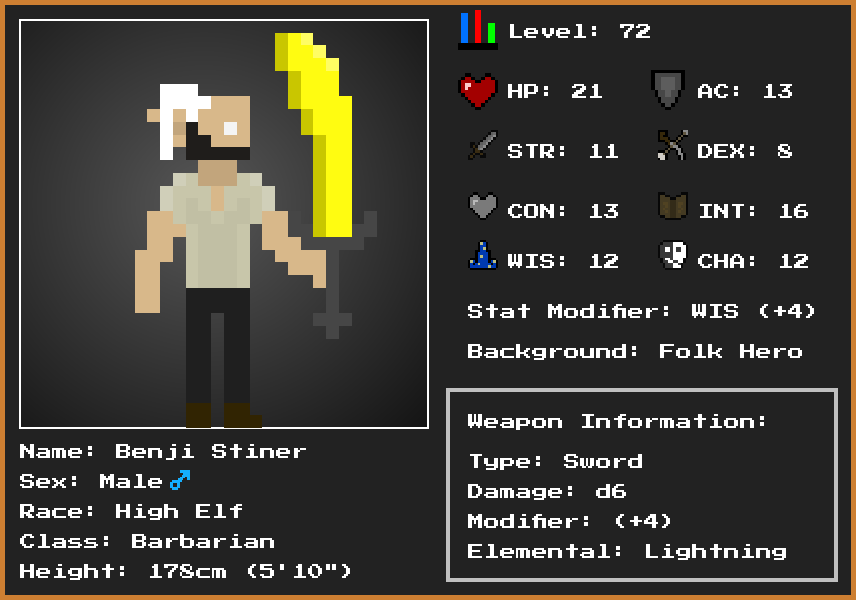 Level: 72
HP: 21 AC: 13
STR: 11 DEX: 8
CON: 13 INT: 16
WIS: 12 CHA: 12
Stat Modifier: WIS (+4)
Background: Folk Hero
Weapon Information:
Type: Sword
Damage: d6
Modifier: (+4)
Elemental: Lightning
Name: Benji Stiner
Sex: Male ♂
Race: High Elf
Class: Barbarian
Height: 178cm (5'10")